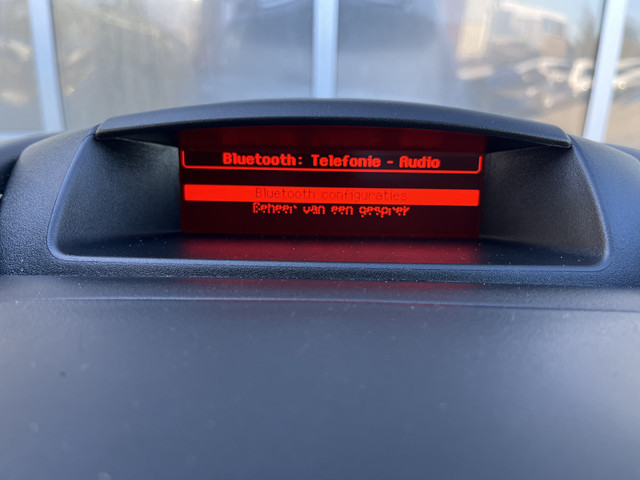 Bluetooth: Telefonie - Audio
Bluetooth configuraties
Beheer van een gesprek